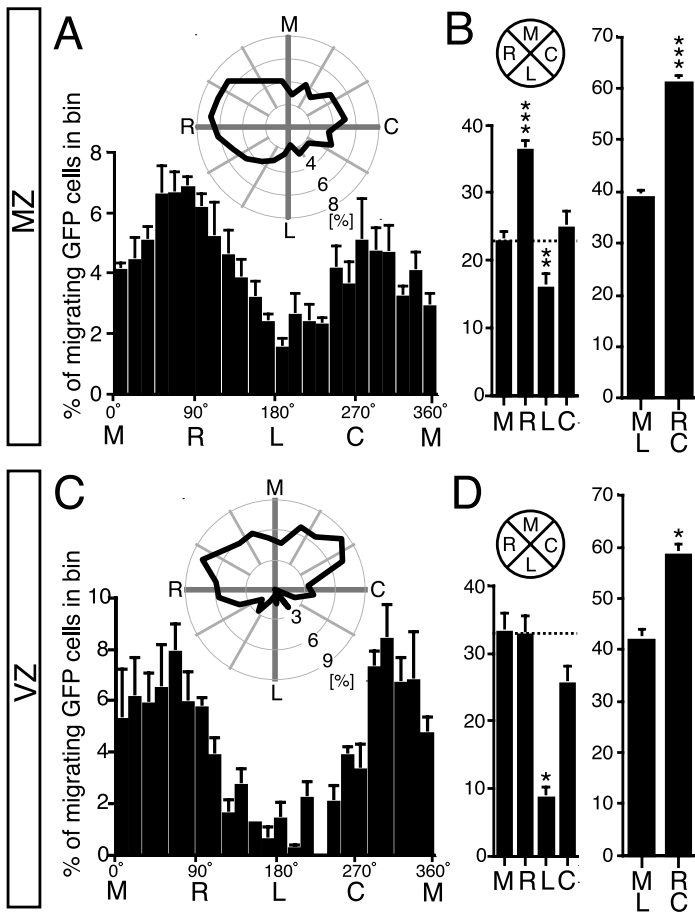 MZ
A
% of migrating GFP cells in bin
8
6
4
2
0
0° 90° 180° 270° 360°
M R L C M
M
R C
L
4
6
8
[%]
B
M
R C
L
40
30
20
10
0
***
**
M R L C
70
60
50
40
30
20
10
0
***
M R
L C
VZ
C
% of migrating GFP cells in bin
10
8
6
4
2
0
0° 90° 180° 270° 360°
M R L C M
M
R C
L
3
6
9
[%]
D
M
R C
L
40
30
20
10
0
*
M R L C
70
60
50
40
30
20
10
0
*
M R
L C